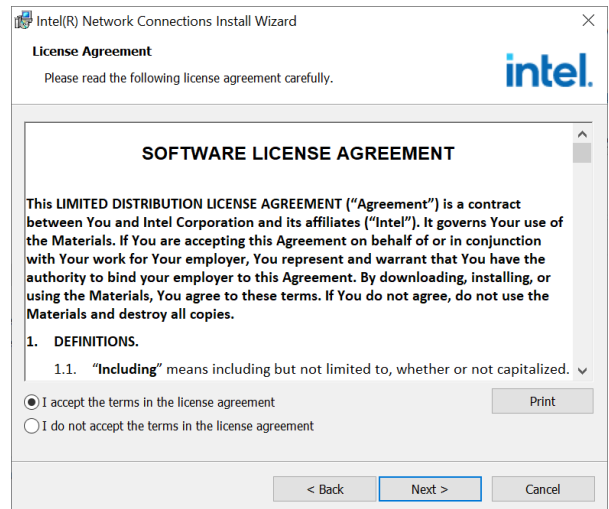 Intel(R) Network Connections Install Wizard
License Agreement
Please read the following license agreement carefully.
intel.
SOFTWARE LICENSE AGREEMENT
This LIMITED DISTRIBUTION LICENSE AGREEMENT (“Agreement”) is a contract
between You and Intel Corporation and its affiliates (“Intel”). It governs Your use of
the Materials. If You are accepting this Agreement on behalf of or in conjunction
with Your work for Your employer, You represent and warrant that You have the
authority to bind your employer to this Agreement. By downloading, installing, or
using the Materials, You agree to these terms. If You do not agree, do not use the
Materials and destroy all copies.
1. DEFINITIONS.
1.1. “Including” means including but not limited to, whether or not capitalized.
I accept the terms in the license agreement
Print
I do not accept the terms in the license agreement
< Back
Next >
Cancel